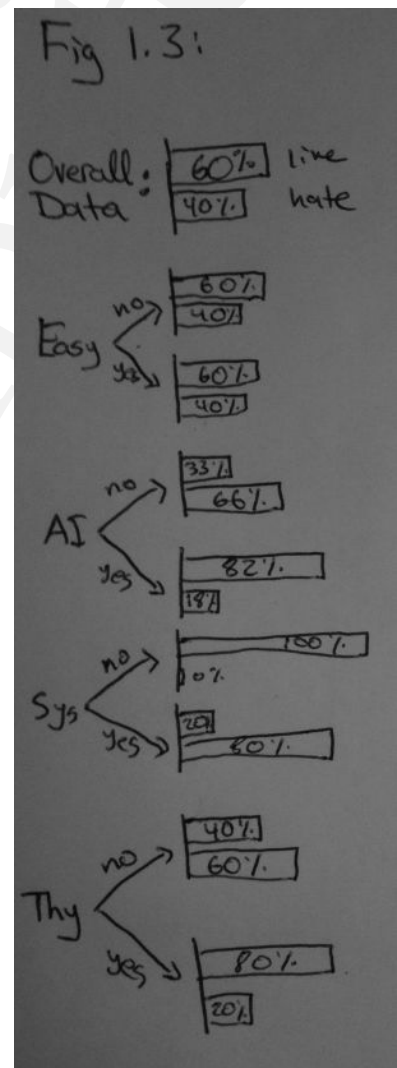 Fig 1.3:
Overall: 60% like
Data 40% hate
no 60%
40%
Easy
yes 60%
40%
no 33%
66%
AI
yes 82%
18%
no 100%
0%
Sys
yes 20%
80%
no 40%
60%
Thy
yes 80%
20%